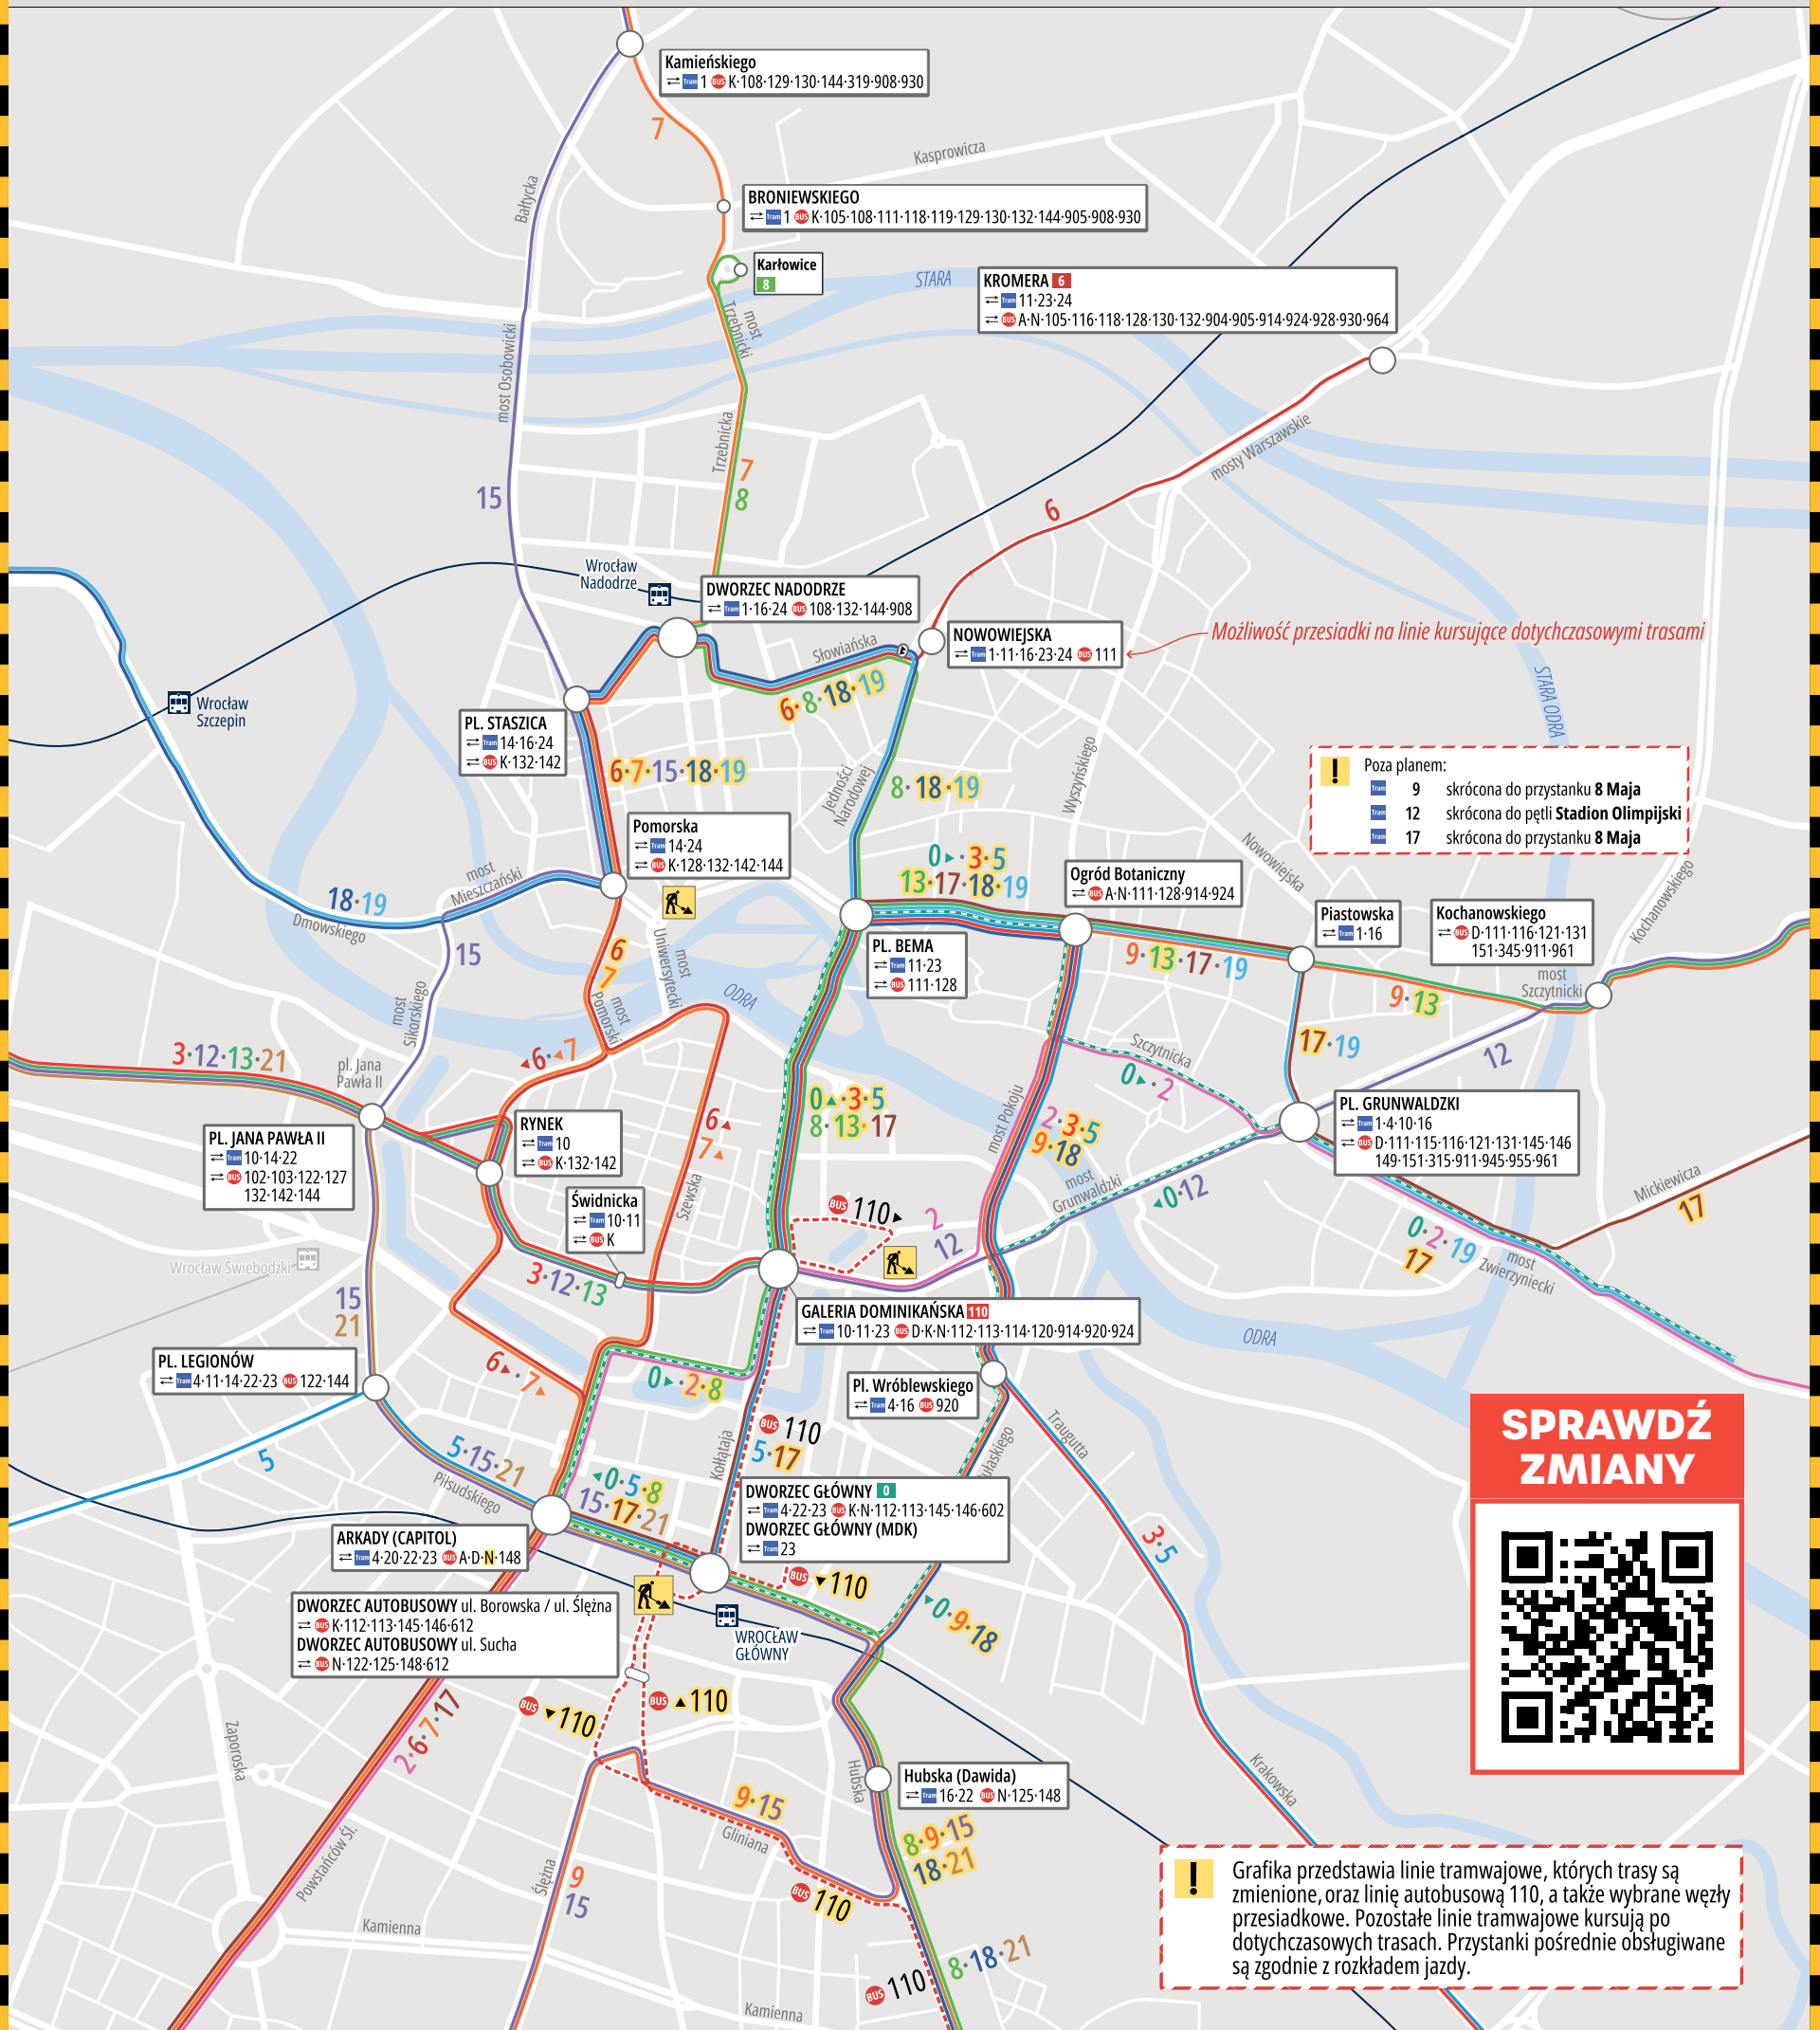 Kamieńskiego
⇄ Tram 1 BUS K·108·129·130·144·319·908·930
7
Bałtycka
Kasprowicza
BRONIEWSKIEGO
⇄ Tram 1 BUS K·105·108·111·118·119·129·130·132·144·905·908·930
Karłowice
8
STARA
KROMERA 6
⇄ Tram 11·23·24
⇄ BUS A·N·105·116·118·128·130·132·904·905·914·924·928·930·964
most
Trzebnicki
most Osobowicki
Trzebnicka
mosty Warszawskie
7
8
15
6
Wrocław
Nadodrze
DWORZEC NADODRZE
⇄ Tram 1·16·24 BUS 108·132·144·908
NOWOWIEJSKA
⇄ Tram 1·11·16·23·24 BUS 111
Możliwość przesiadki na linie kursujące dotychczasowymi trasami
Słowiańska
6·8·18·19
STARA ODRA
Wrocław
Szczepin
PL. STASZICA
⇄ Tram 14·16·24
⇄ BUS K·132·142
6·7·15·18·19
Jedności
Narodowej
8·18·19
Wyszyńskiego
! Poza planem:
Tram 9 skrócona do przystanku 8 Maja
Tram 12 skrócona do pętli Stadion Olimpijski
Tram 17 skrócona do przystanku 8 Maja
Pomorska
⇄ Tram 14·24
⇄ BUS K·128·132·142·144
0▸·3·5
13·17·18·19
Nowowiejska
Ogród Botaniczny
⇄ BUS A·N·111·128·914·924
most
Mieszczański
18·19
Dmowskiego
Piastowska
⇄ Tram 1·16
Kochanowskiego
⇄ BUS D·111·116·121·131
151·345·911·961
Kochanowskiego
15
6
7
most
Uniwersytecki
PL. BEMA
⇄ Tram 11·23
⇄ BUS 111·128
9·13·17·19
most
Szczytnicki
9·13
most
Sikorskiego
most
Pomorski
ODRA
3·12·13·21
pl. Jana
Pawła II
◂6·◂7
Szczytnicka
0▸·2
17·19
12
0▴·3·5
8·13·17
most Pokoju
2·3·5
9·18
PL. GRUNWALDZKI
⇄ Tram 1·4·10·16
⇄ BUS D·111·115·116·121·131·145·146
149·151·315·911·945·955·961
PL. JANA PAWŁA II
⇄ Tram 10·14·22
⇄ BUS 102·103·122·127
132·142·144
RYNEK
⇄ Tram 10
⇄ BUS K·132·142
6▴
7▴
Szewska
Świdnicka
⇄ Tram 10·11
⇄ BUS K
most
Grunwaldzki
◂0·12
Mickiewicza
17
BUS 110▸
2
12
0·2·19
17
most
Zwierzyniecki
Wrocław Świebodzki
3·12·13
15
21
GALERIA DOMINIKAŃSKA 110
⇄ Tram 10·11·23 BUS D·K·N·112·113·114·120·914·920·924
ODRA
PL. LEGIONÓW
⇄ Tram 4·11·14·22·23 BUS 122·144
6▸·7▸
0▸·2·8
Pl. Wróblewskiego
⇄ Tram 4·16 BUS 920
SPRAWDŹ
ZMIANY
5
5·15·21
Piłsudskiego
Kołłątaja
BUS 110
5·17
Traugutta
◂0·5·8
15·17·21
DWORZEC GŁÓWNY 0
⇄ Tram 4·22·23 BUS K·N·112·113·145·146·602
DWORZEC GŁÓWNY (MDK)
⇄ Tram 23
ARKADY (CAPITOL)
⇄ Tram 4·20·22·23 BUS A·D·N·148
3·5
BUS ▾110
DWORZEC AUTOBUSOWY ul. Borowska / ul. Ślężna
⇄ BUS K·112·113·145·146·612
DWORZEC AUTOBUSOWY ul. Sucha
⇄ BUS N·122·125·148·612
WROCŁAW
GŁÓWNY
▾0·9·18
BUS ▾110
BUS ▴110
2·6·7·17
Zaporoska
Hubska
Hubska (Dawida)
⇄ Tram 16·22 BUS N·125·148
Krakowska
9·15
Gliniana
8·9·15
18·21
Powstańców Śl.
Ślężna
9
15
BUS 110
Kamienna
8·18·21
BUS 110
Kamienna
! Grafika przedstawia linie tramwajowe, których trasy są
zmienione, oraz linię autobusową 110, a także wybrane węzły
przesiadkowe. Pozostałe linie tramwajowe kursują po
dotychczasowych trasach. Przystanki pośrednie obsługiwane
są zgodnie z rozkładem jazdy.